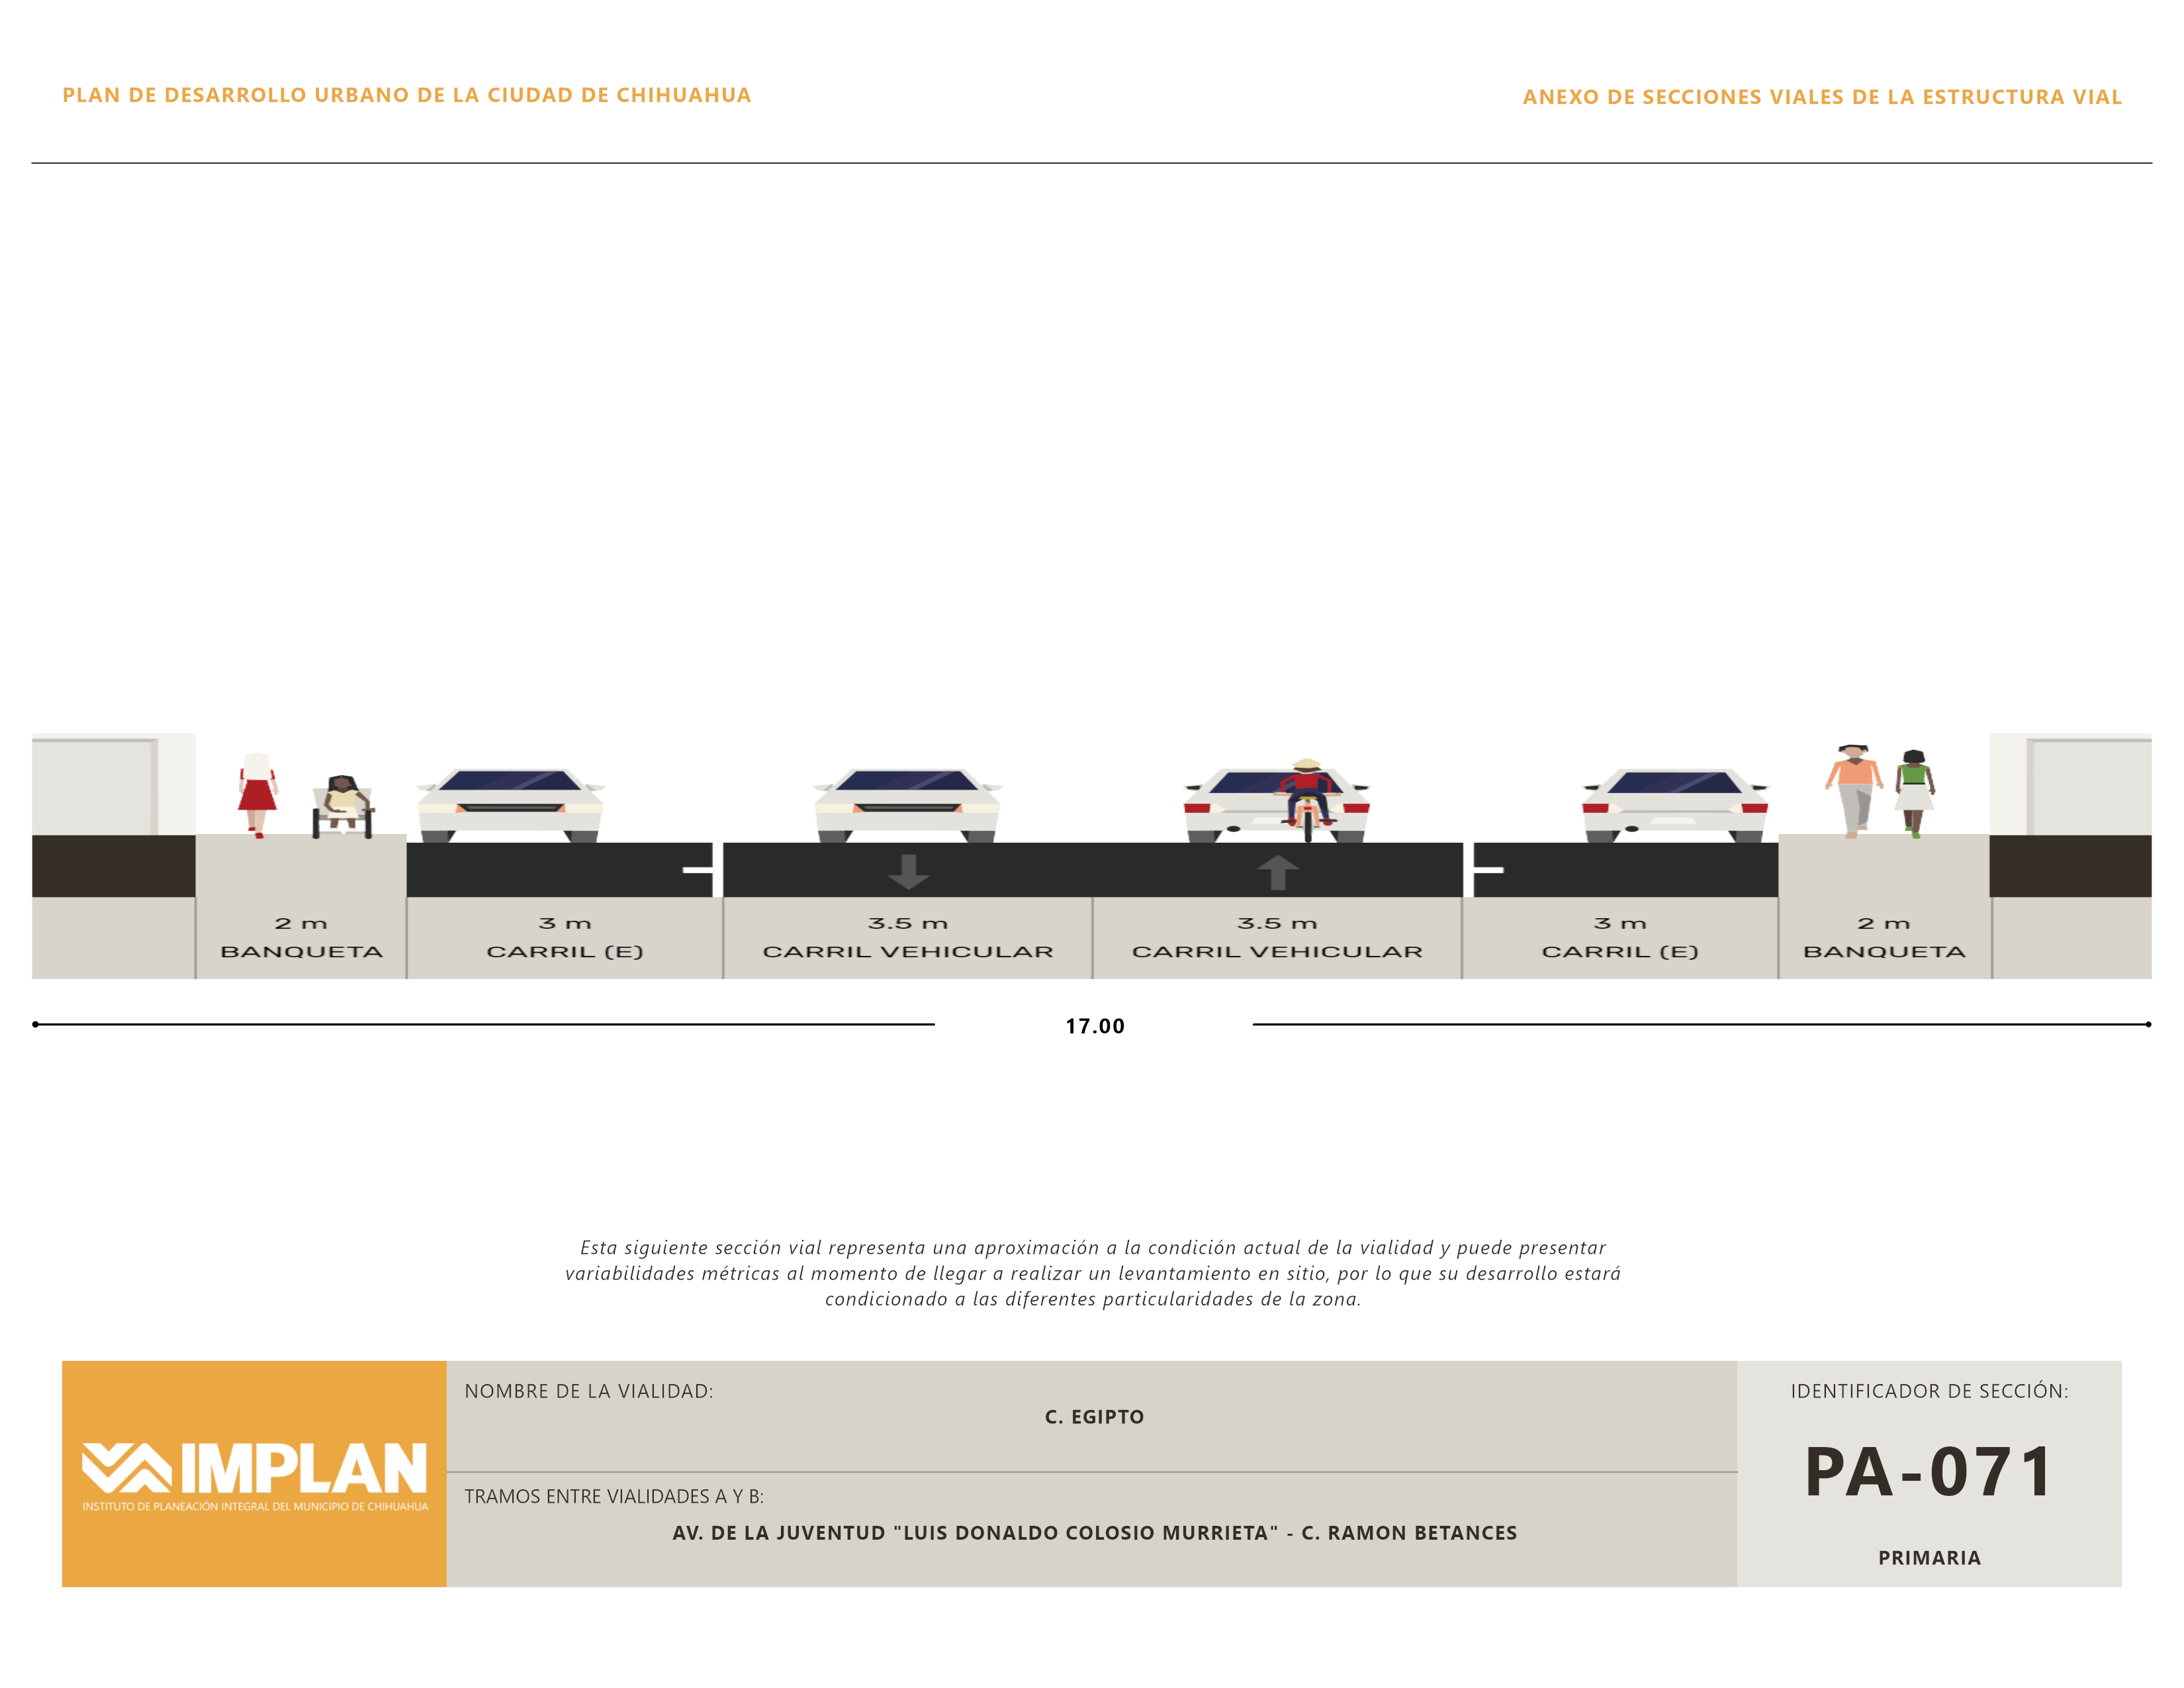 PLAN DE DESARROLLO URBANO DE LA CIUDAD DE CHIHUAHUA
ANEXO DE SECCIONES VIALES DE LA ESTRUCTURA VIAL
2 m
BANQUETA
3 m
CARRIL (E)
3.5 m
CARRIL VEHICULAR
3.5 m
CARRIL VEHICULAR
3 m
CARRIL (E)
2 m
BANQUETA
17.00
Esta siguiente sección vial representa una aproximación a la condición actual de la vialidad y puede presentar
variabilidades métricas al momento de llegar a realizar un levantamiento en sitio, por lo que su desarrollo estará
condicionado a las diferentes particularidades de la zona.
IMPLAN
INSTITUTO DE PLANEACIÓN INTEGRAL DEL MUNICIPIO DE CHIHUAHUA
NOMBRE DE LA VIALIDAD:
C. EGIPTO
TRAMOS ENTRE VIALIDADES A Y B:
AV. DE LA JUVENTUD "LUIS DONALDO COLOSIO MURRIETA" - C. RAMON BETANCES
IDENTIFICADOR DE SECCIÓN:
PA-071
PRIMARIA